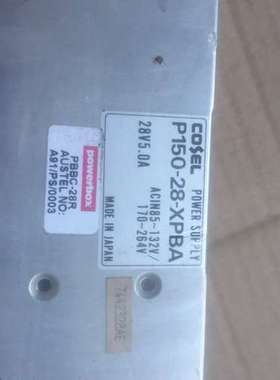 COSEL POWER SUPPLY
P150-28-XPBA
28V5.0A
ACIN85~132V/
170~264V
MADE IN JAPAN
powerbox
PBBC-28R
AUSTEL NO:
A91/PS/0003